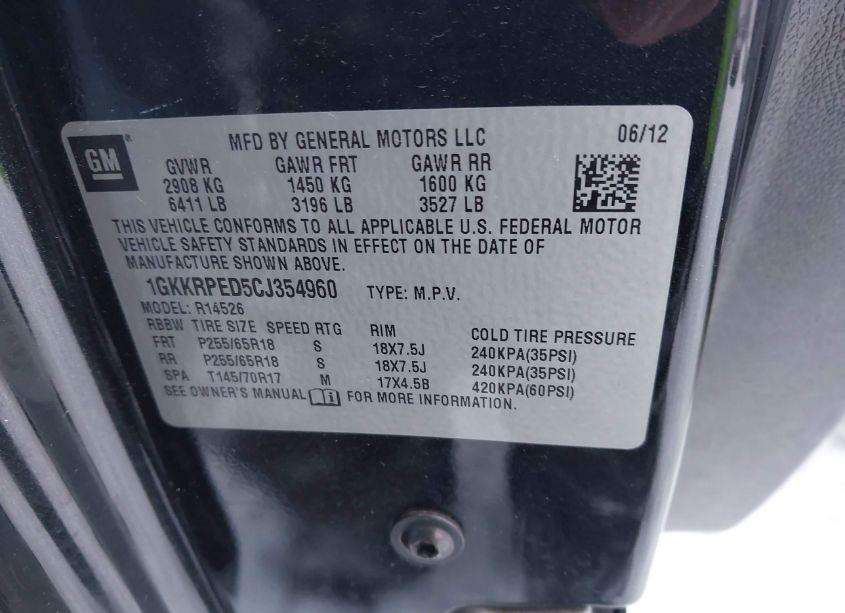 GM ® MFD BY GENERAL MOTORS LLC 06/12
GVWR GAWR FRT GAWR RR
2908 KG 1450 KG 1600 KG
6411 LB 3196 LB 3527 LB
THIS VEHICLE CONFORMS TO ALL APPLICABLE U.S. FEDERAL MOTOR
VEHICLE SAFETY STANDARDS IN EFFECT ON THE DATE OF
MANUFACTURE SHOWN ABOVE.
1GKKRPED5CJ354960 TYPE: M.P.V.
MODEL: R14526
RBBW TIRE SIZE SPEED RTG RIM COLD TIRE PRESSURE
FRT P255/65R18 S 18X7.5J 240KPA(35PSI)
RR P255/65R18 S 18X7.5J 240KPA(35PSI)
SPA T145/70R17 M 17X4.5B 420KPA(60PSI)
SEE OWNER'S MANUAL FOR MORE INFORMATION.